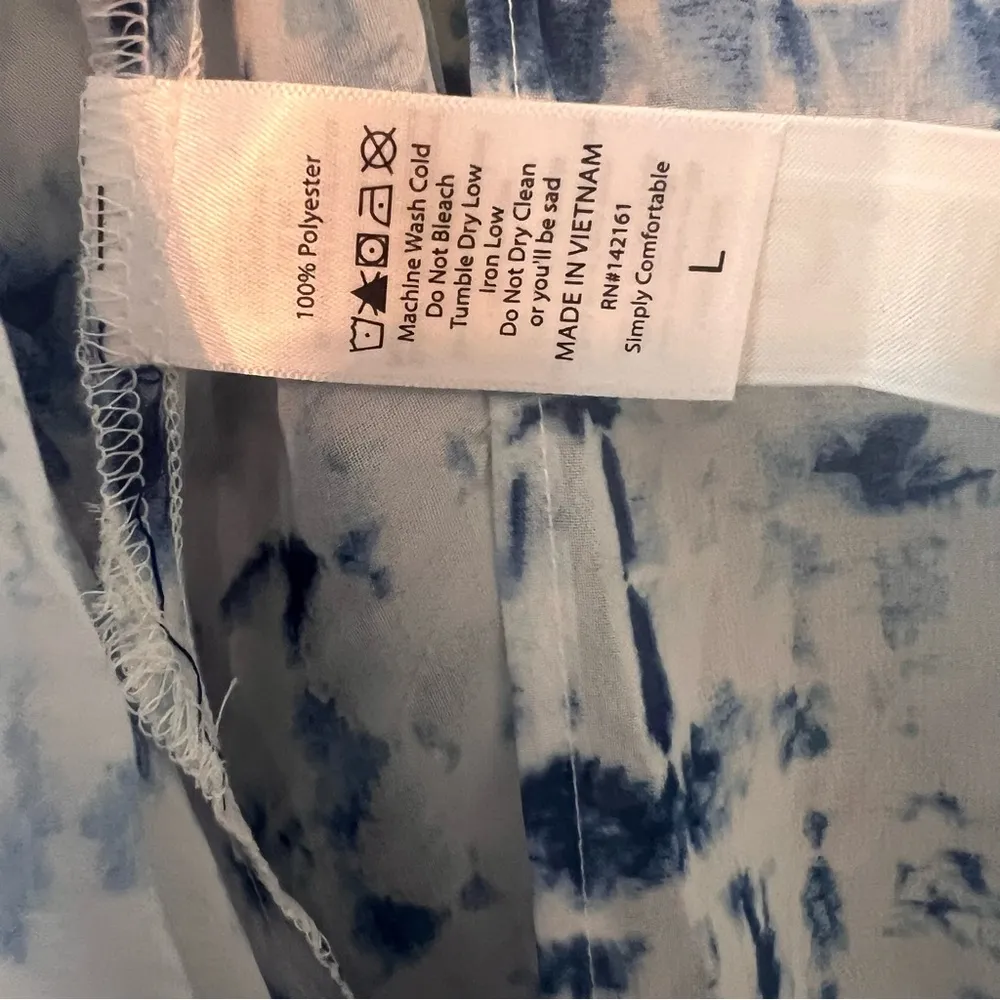 100% Polyester
Machine Wash Cold
Do Not Bleach
Tumble Dry Low
Iron Low
Do Not Dry Clean
or you'll be sad
MADE IN VIETNAM
RN#142161
Simply Comfortable
L